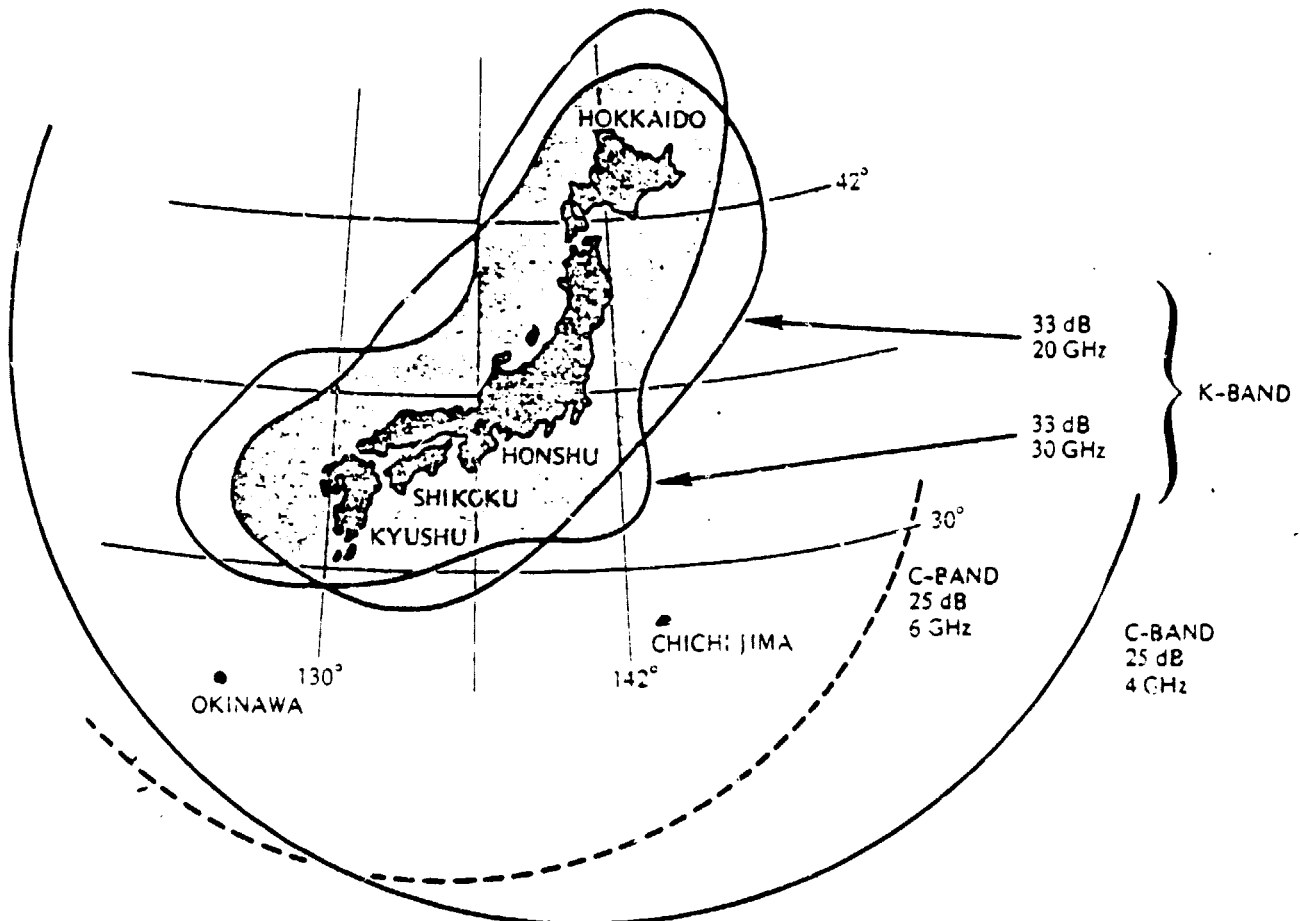 HOKKAIDO
42°
33 dB
20 GHz
K-BAND
33 dB
30 GHz
HONSHU
SHIKOKU
KYUSHU
30°
C-BAND
25 dB
6 GHz
C-BAND
25 dB
4 GHz
CHICHI JIMA
130°
142°
OKINAWA